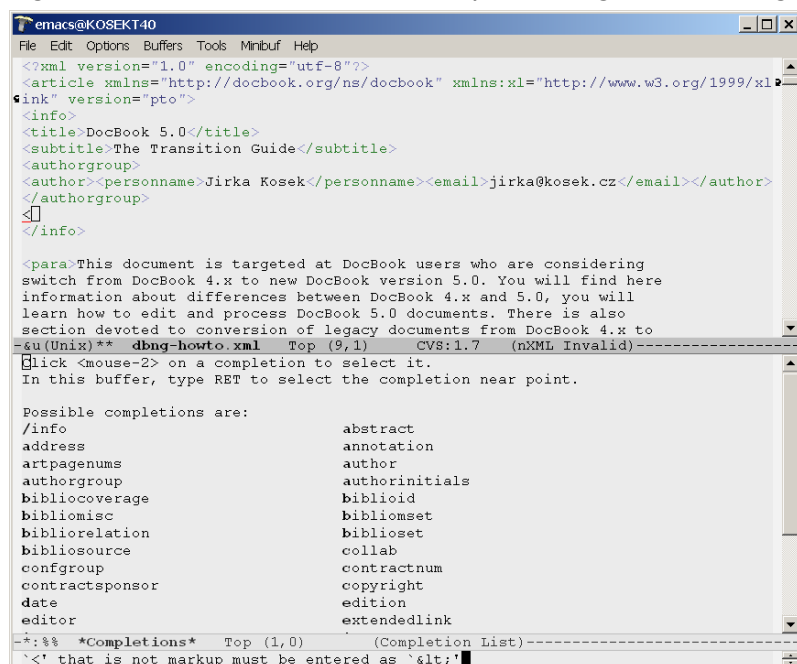 emacs@KOSEKT40
File Edit Options Buffers Tools Minibuf Help
<?xml version="1.0" encoding="utf-8"?>
<article xmlns="http://docbook.org/ns/docbook" xmlns:xl="http://www.w3.org/1999/xl
ink" version="pto">
<info>
<title>DocBook 5.0</title>
<subtitle>The Transition Guide</subtitle>
<authorgroup>
<author><personname>Jirka Kosek</personname><email>jirka@kosek.cz</email></author>
</authorgroup>
<
</info>
<para>This document is targeted at DocBook users who are considering
switch from DocBook 4.x to new DocBook version 5.0. You will find here
information about differences between DocBook 4.x and 5.0, you will
learn how to edit and process DocBook 5.0 documents. There is also
section devoted to conversion of legacy documents from DocBook 4.x to
-&u(Unix)** dbng-howto.xml Top (9,1) CVS:1.7 (nXML Invalid)----------------
Click <mouse-2> on a completion to select it.
In this buffer, type RET to select the completion near point.
Possible completions are:
/info abstract
address annotation
artpagenums author
authorgroup authorinitials
bibliocoverage biblioid
bibliomisc bibliomset
bibliorelation biblioset
bibliosource collab
confgroup contractnum
contractsponsor copyright
date edition
editor extendedlink
-*:%% *Completions* Top (1,0) (Completion List)---------------------------
`<' that is not markup must be entered as `&lt;'